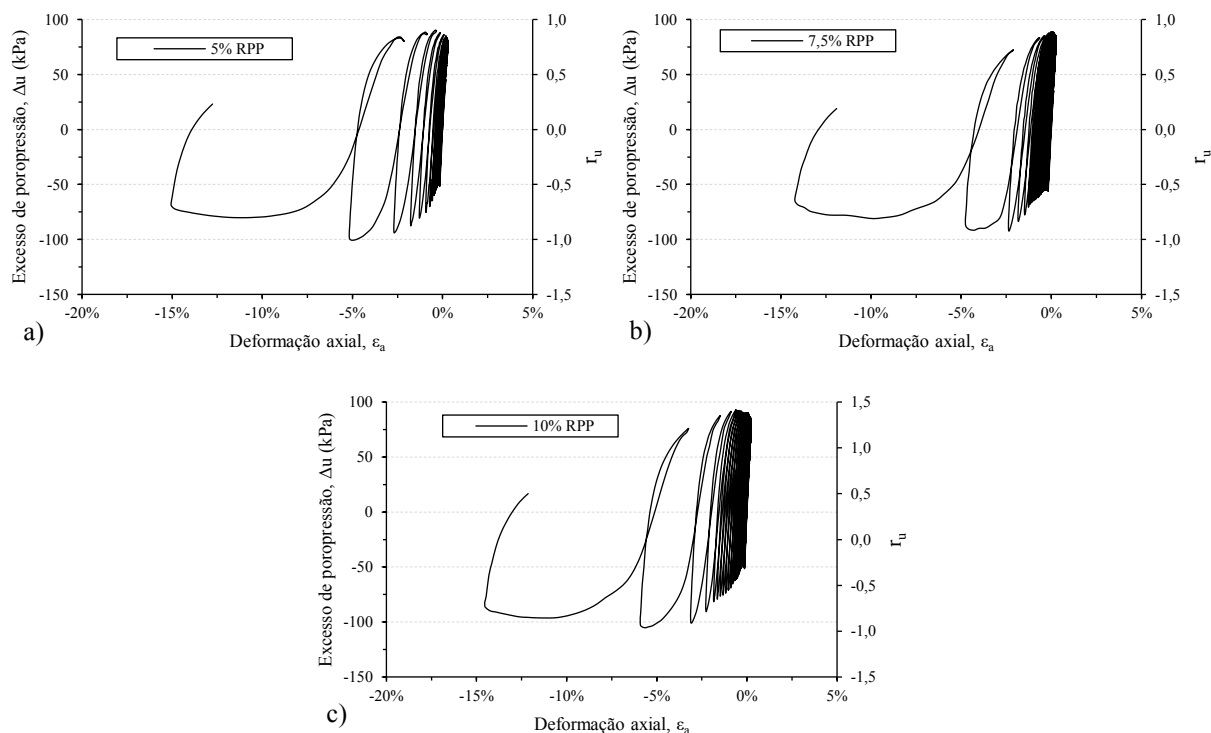 5% RPP
Excesso de poropressão, Δu (kPa)
100
50
0
-50
-100
-150
1,0
0,5
0,0
-0,5
-1,0
-1,5
r_u
-20% -15% -10% -5% 0% 5%
Deformação axial, ε_a
a)
7,5% RPP
Excesso de poropressão, Δu (kPa)
100
50
0
-50
-100
-150
1,0
0,5
0,0
-0,5
-1,0
-1,5
r_u
-20% -15% -10% -5% 0% 5%
Deformação axial, ε_a
b)
10% RPP
Excesso de poropressão, Δu (kPa)
100
50
0
-50
-100
-150
1,5
1,0
0,5
0,0
-0,5
-1,0
-1,5
r_u
-20% -15% -10% -5% 0% 5%
Deformação axial, ε_a
c)